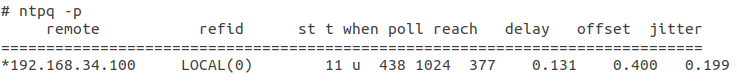 # ntpq -p
     remote           refid      st t when poll reach   delay   offset  jitter
==============================================================================
*192.168.34.100     LOCAL(0)        11 u  438 1024  377    0.131    0.400   0.199